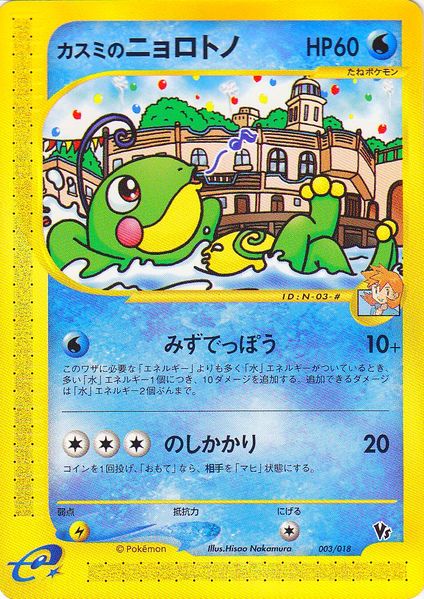 カスミのニョロトノ HP60
たねポケモン
ID:N-03-#
みずでっぽう 10+
このワザに必要な「エネルギー」よりも多く「水」エネルギーがついているとき、
多い「水」エネルギー1個につき、10ダメージを追加する。追加できるダメージ
は「水」エネルギー2個ぶんまで。
のしかかり 20
コインを1回投げ、「おもて」なら、相手を「マヒ」状態にする。
弱点 抵抗力 にげる
© Pokémon Illus.Hisao Nakamura 003/018
VS
e